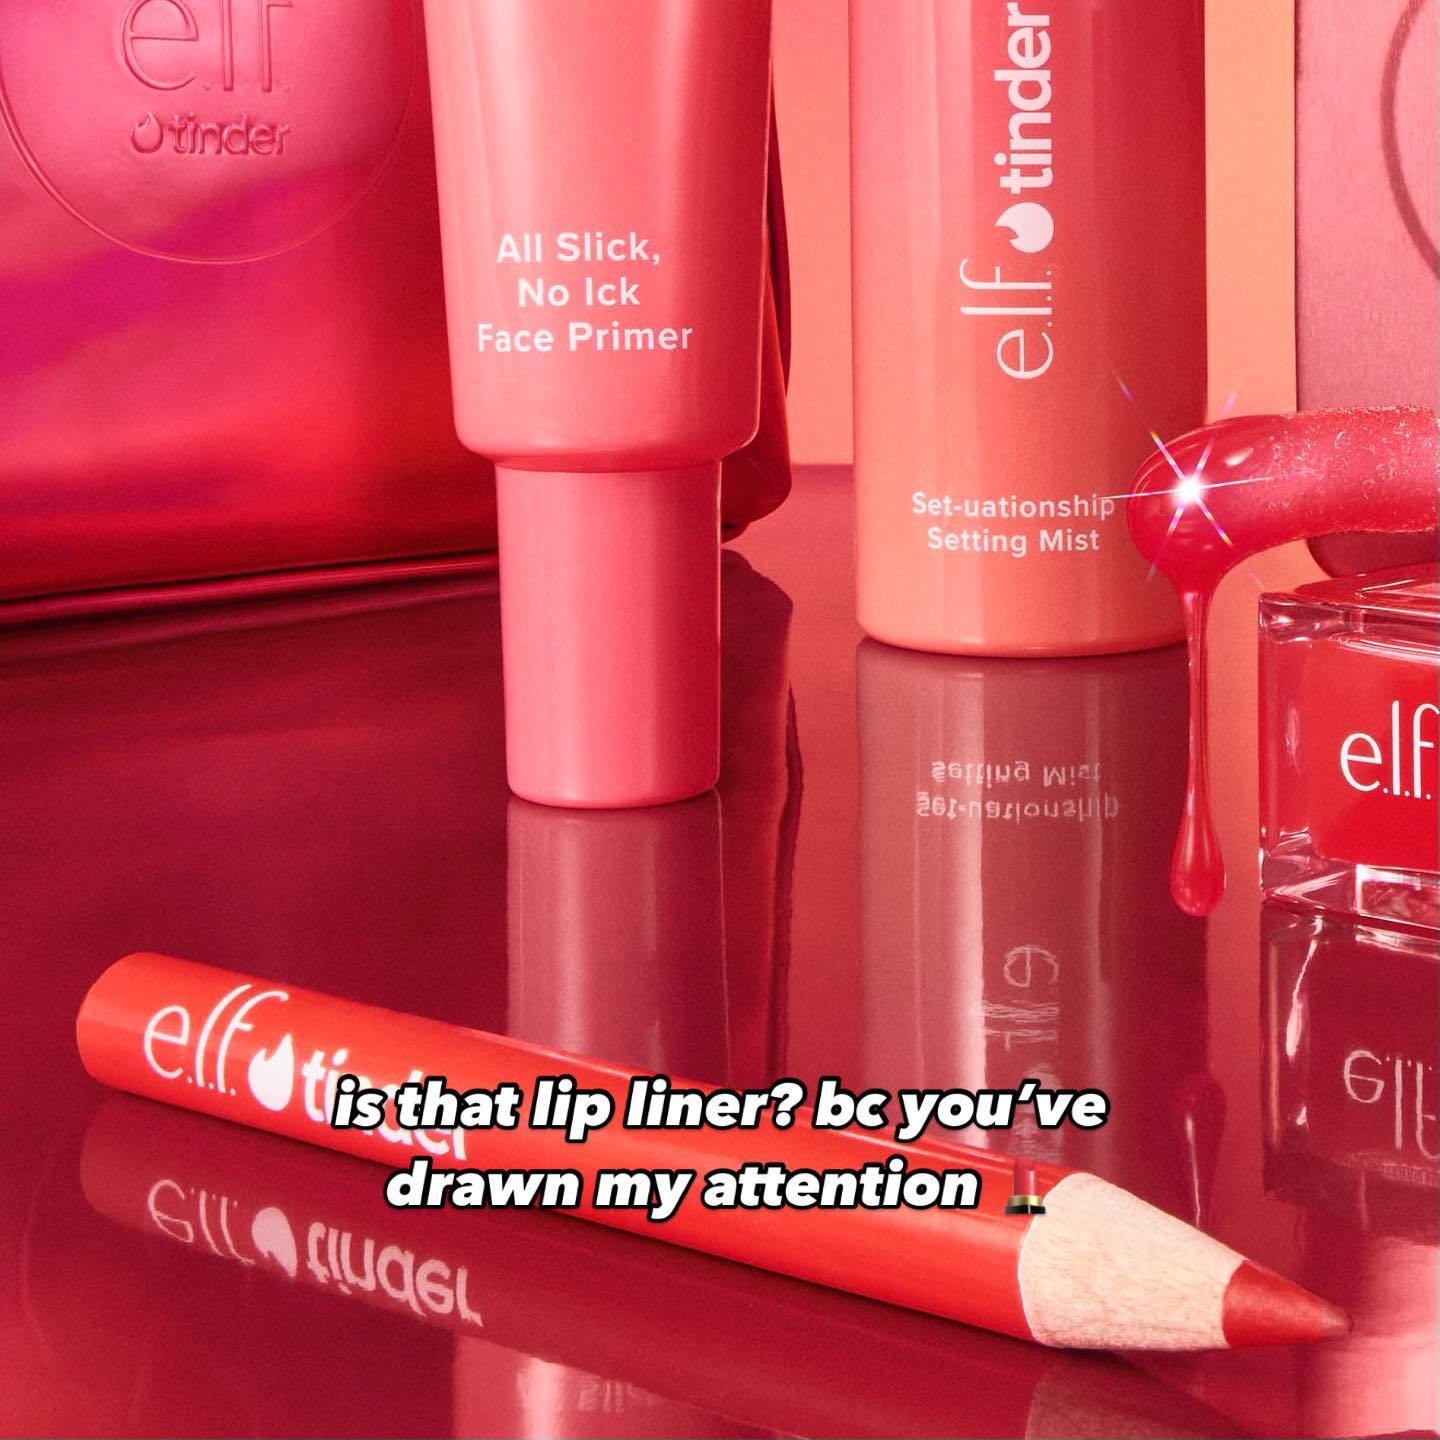 e.l.f.
tinder
All Slick,
No Ick
Face Primer
e.l.f. tinder
Set-uationship
Setting Mist
e.l.f.
e.l.f. tinder
is that lip liner? bc you’ve
drawn my attention 💄